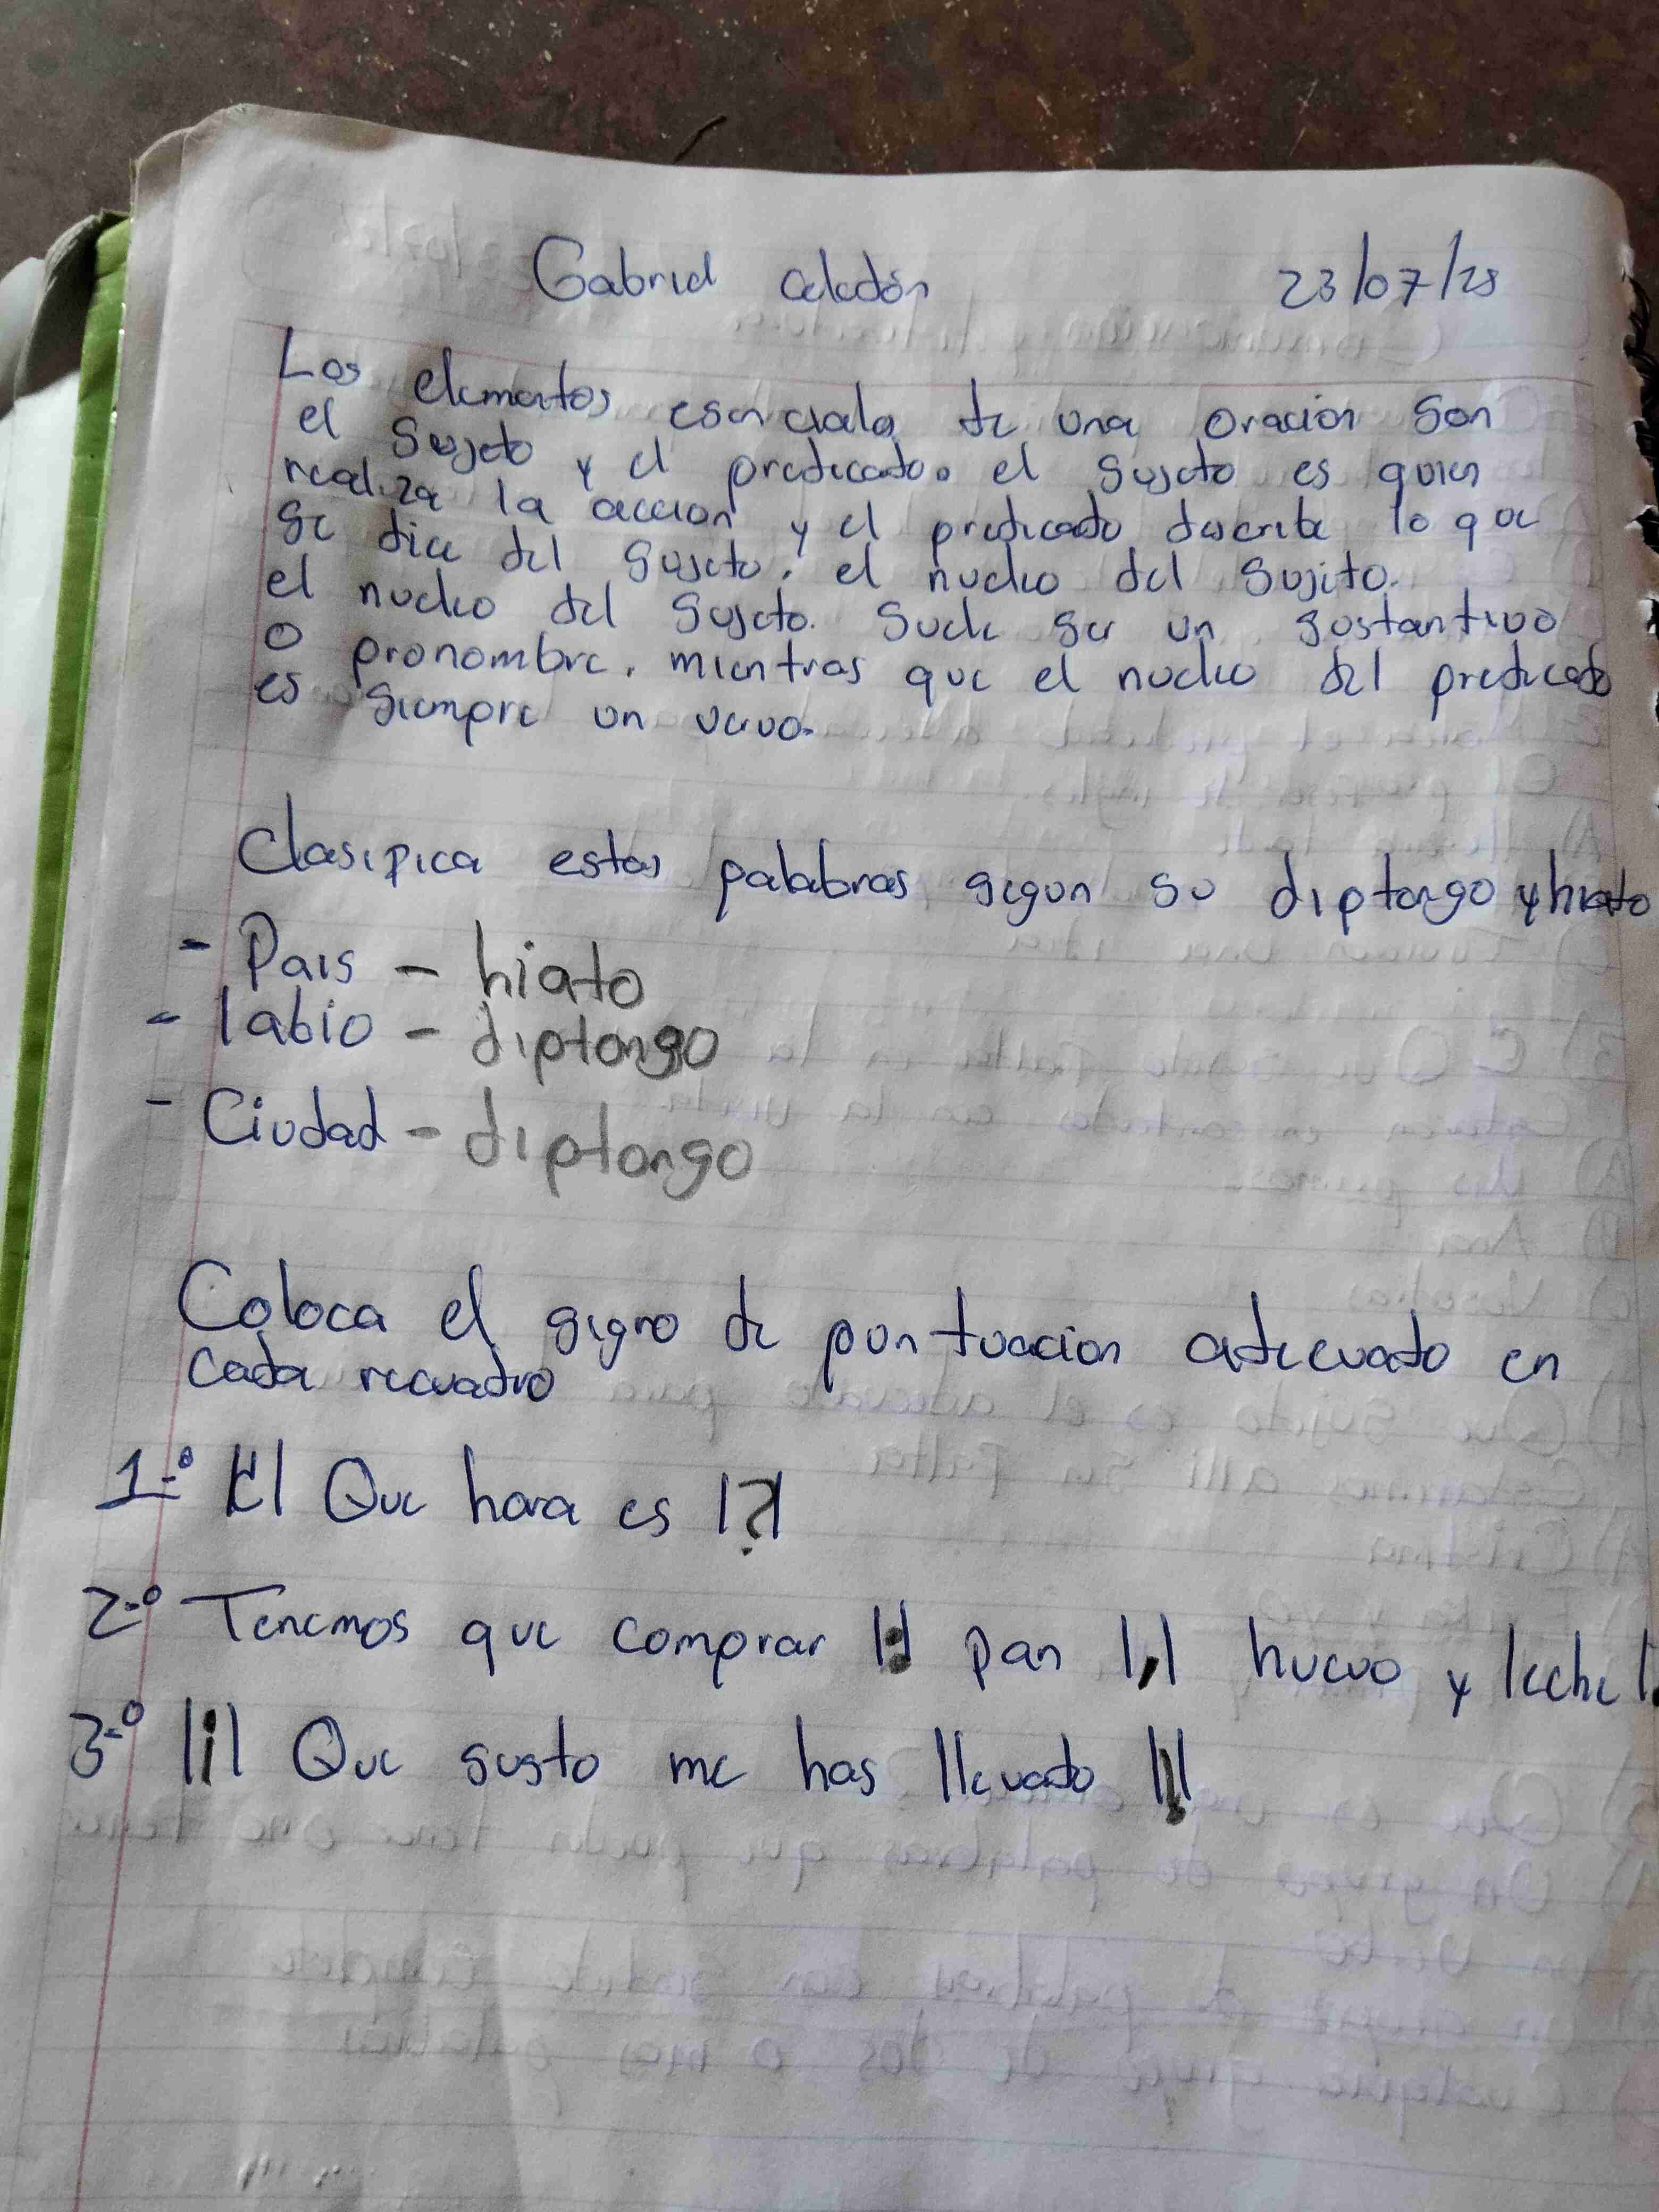 Gabriel Celedón 23/07/25
Los elementos esenciales de una oracion son
el sujeto y el predicado. el sujeto es quien
realiza la accion y el predicado describe lo que
se dice del sujeto. el nucleo del sujeto.
el nucleo del sujeto. Suele ser un sustantivo
o pronombre. mientras que el nucleo del predicado
es siempre un vervo.
Clasifica estas palabras segun su diptongo y hiato
- Pais - hiato
- labio - diptongo
- Ciudad - diptongo
Coloca el signo de puntuacion adecuado en
cada recuadro
1-º |¿| Que hora es |?|
2-º Tenemos que comprar |:| pan |,| huevo y leche |.
3-º |¡| Que susto me has llevado |!|